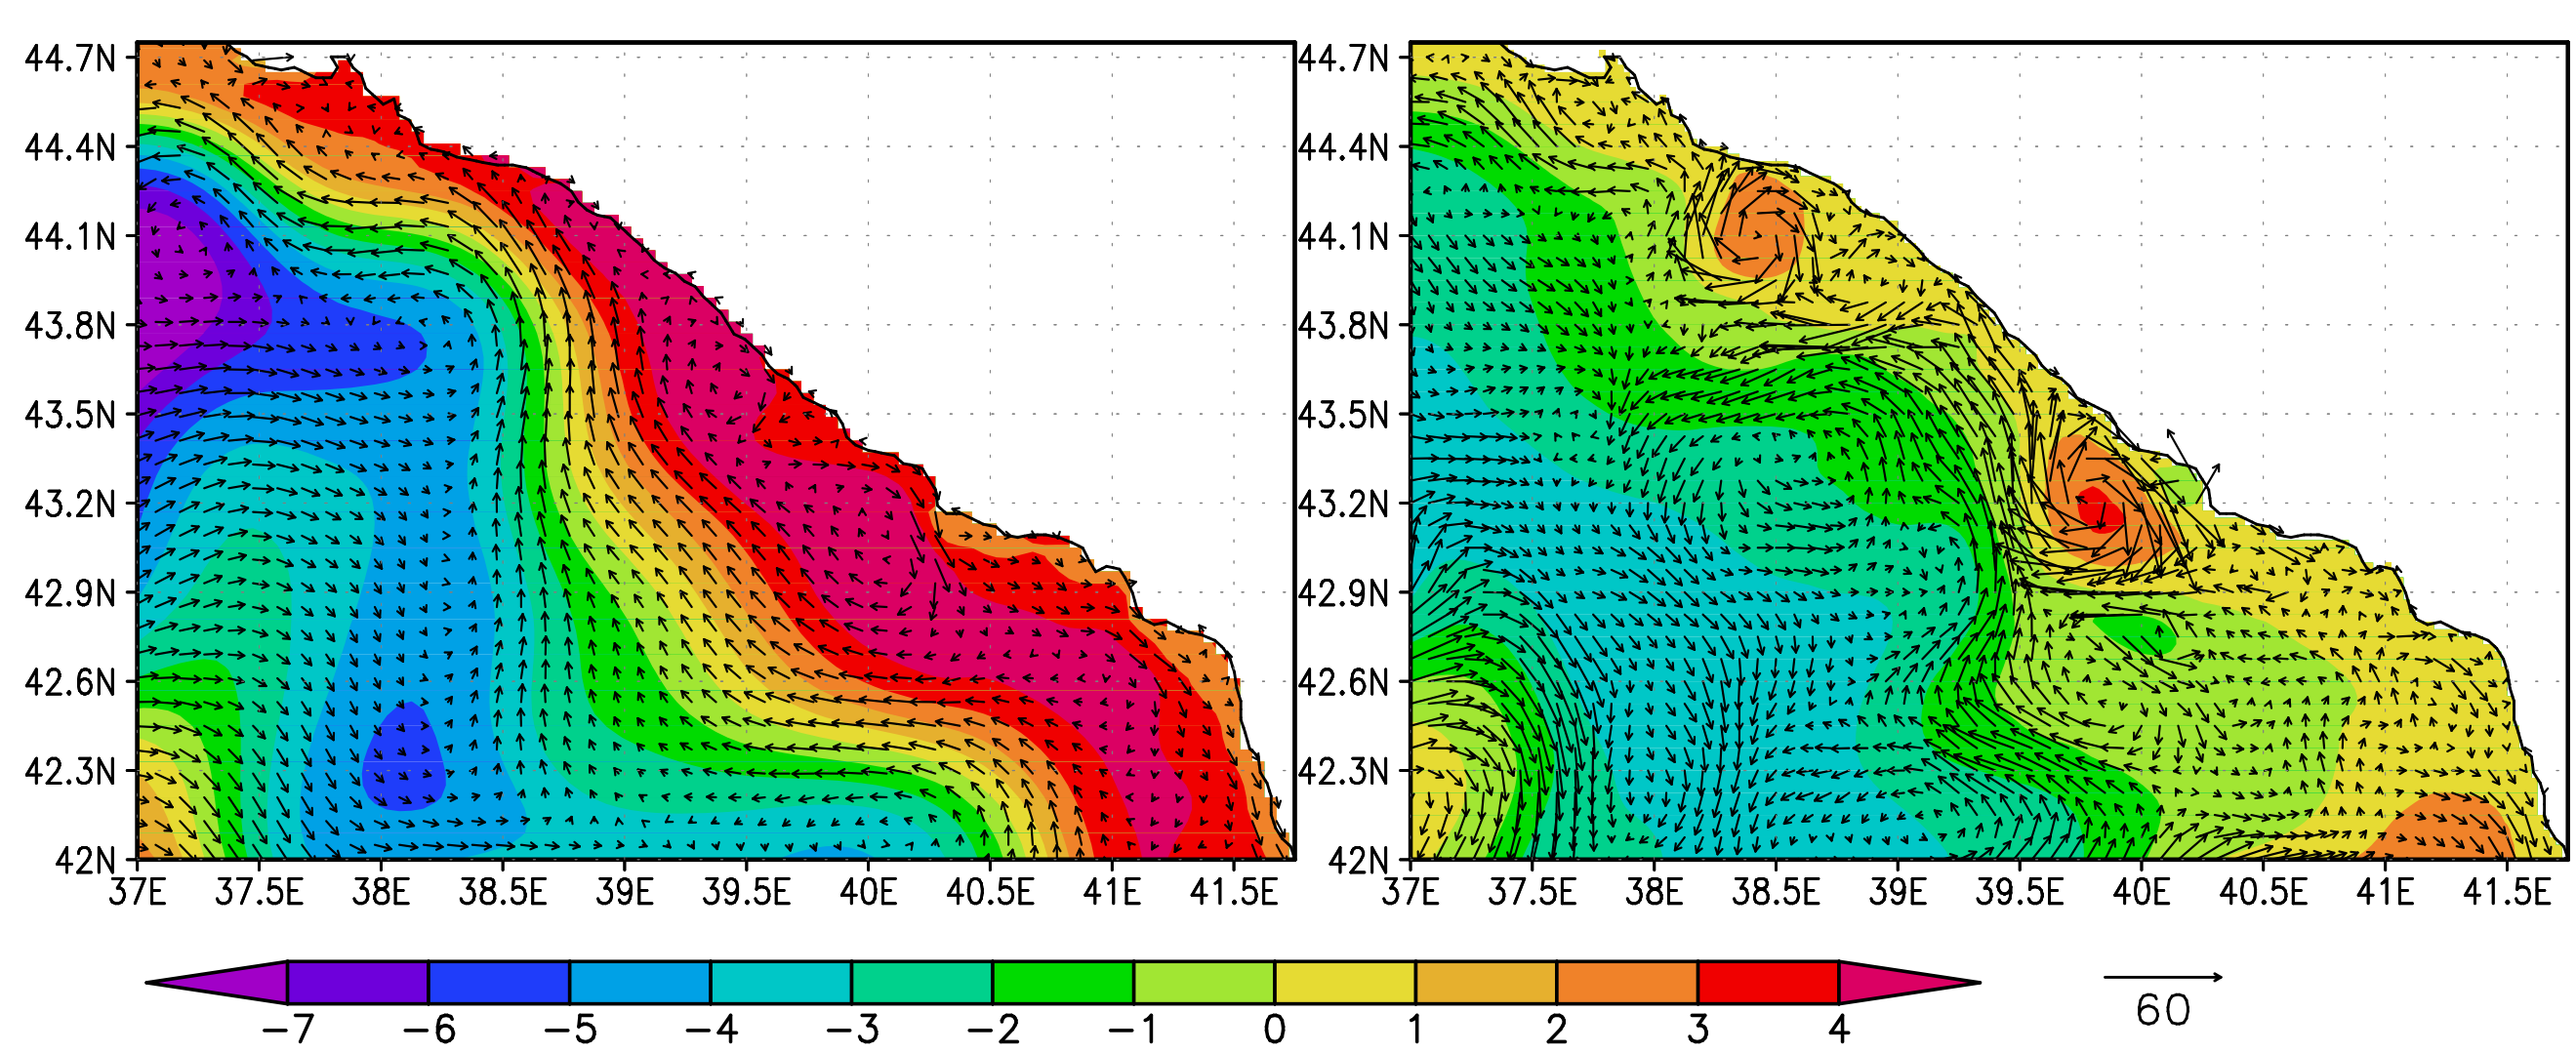 44.7N 44.7N
44.4N 44.4N
44.1N 44.1N
43.8N 43.8N
43.5N 43.5N
43.2N 43.2N
42.9N 42.9N
42.6N 42.6N
42.3N 42.3N
42N 42N
37E 37.5E 38E 38.5E 39E 39.5E 40E 40.5E 41E 41.5E 37E 37.5E 38E 38.5E 39E 39.5E 40E 40.5E 41E 41.5E
−7 −6 −5 −4 −3 −2 −1 0 1 2 3 4
60